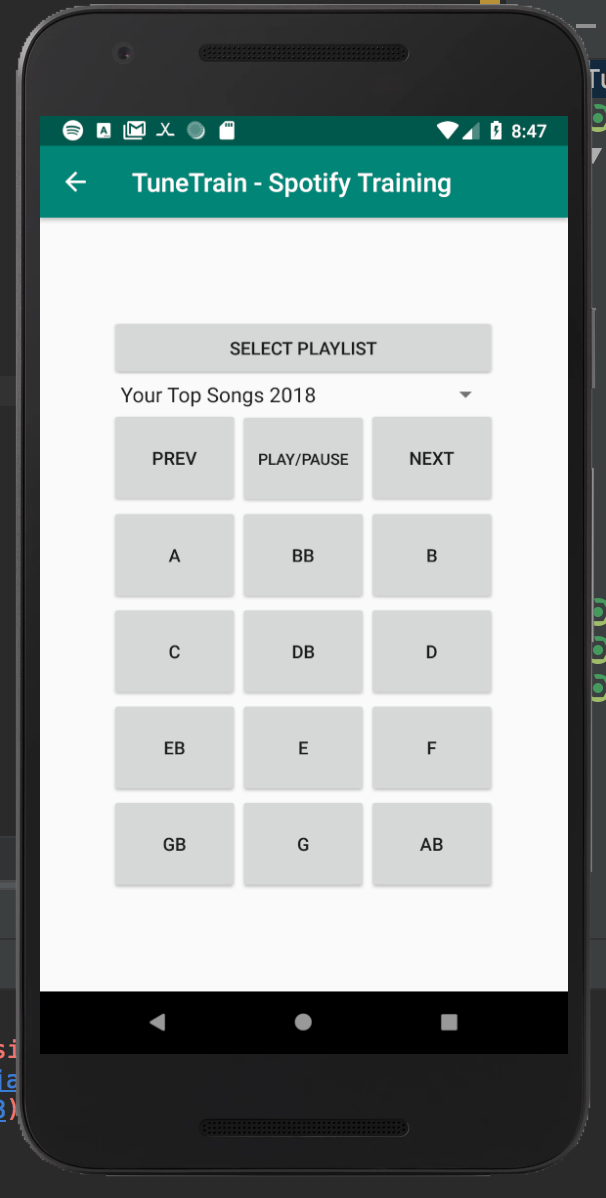 8:47
TuneTrain - Spotify Training
SELECT PLAYLIST
Your Top Songs 2018
PREV PLAY/PAUSE NEXT
A BB B
C DB D
EB E F
GB G AB